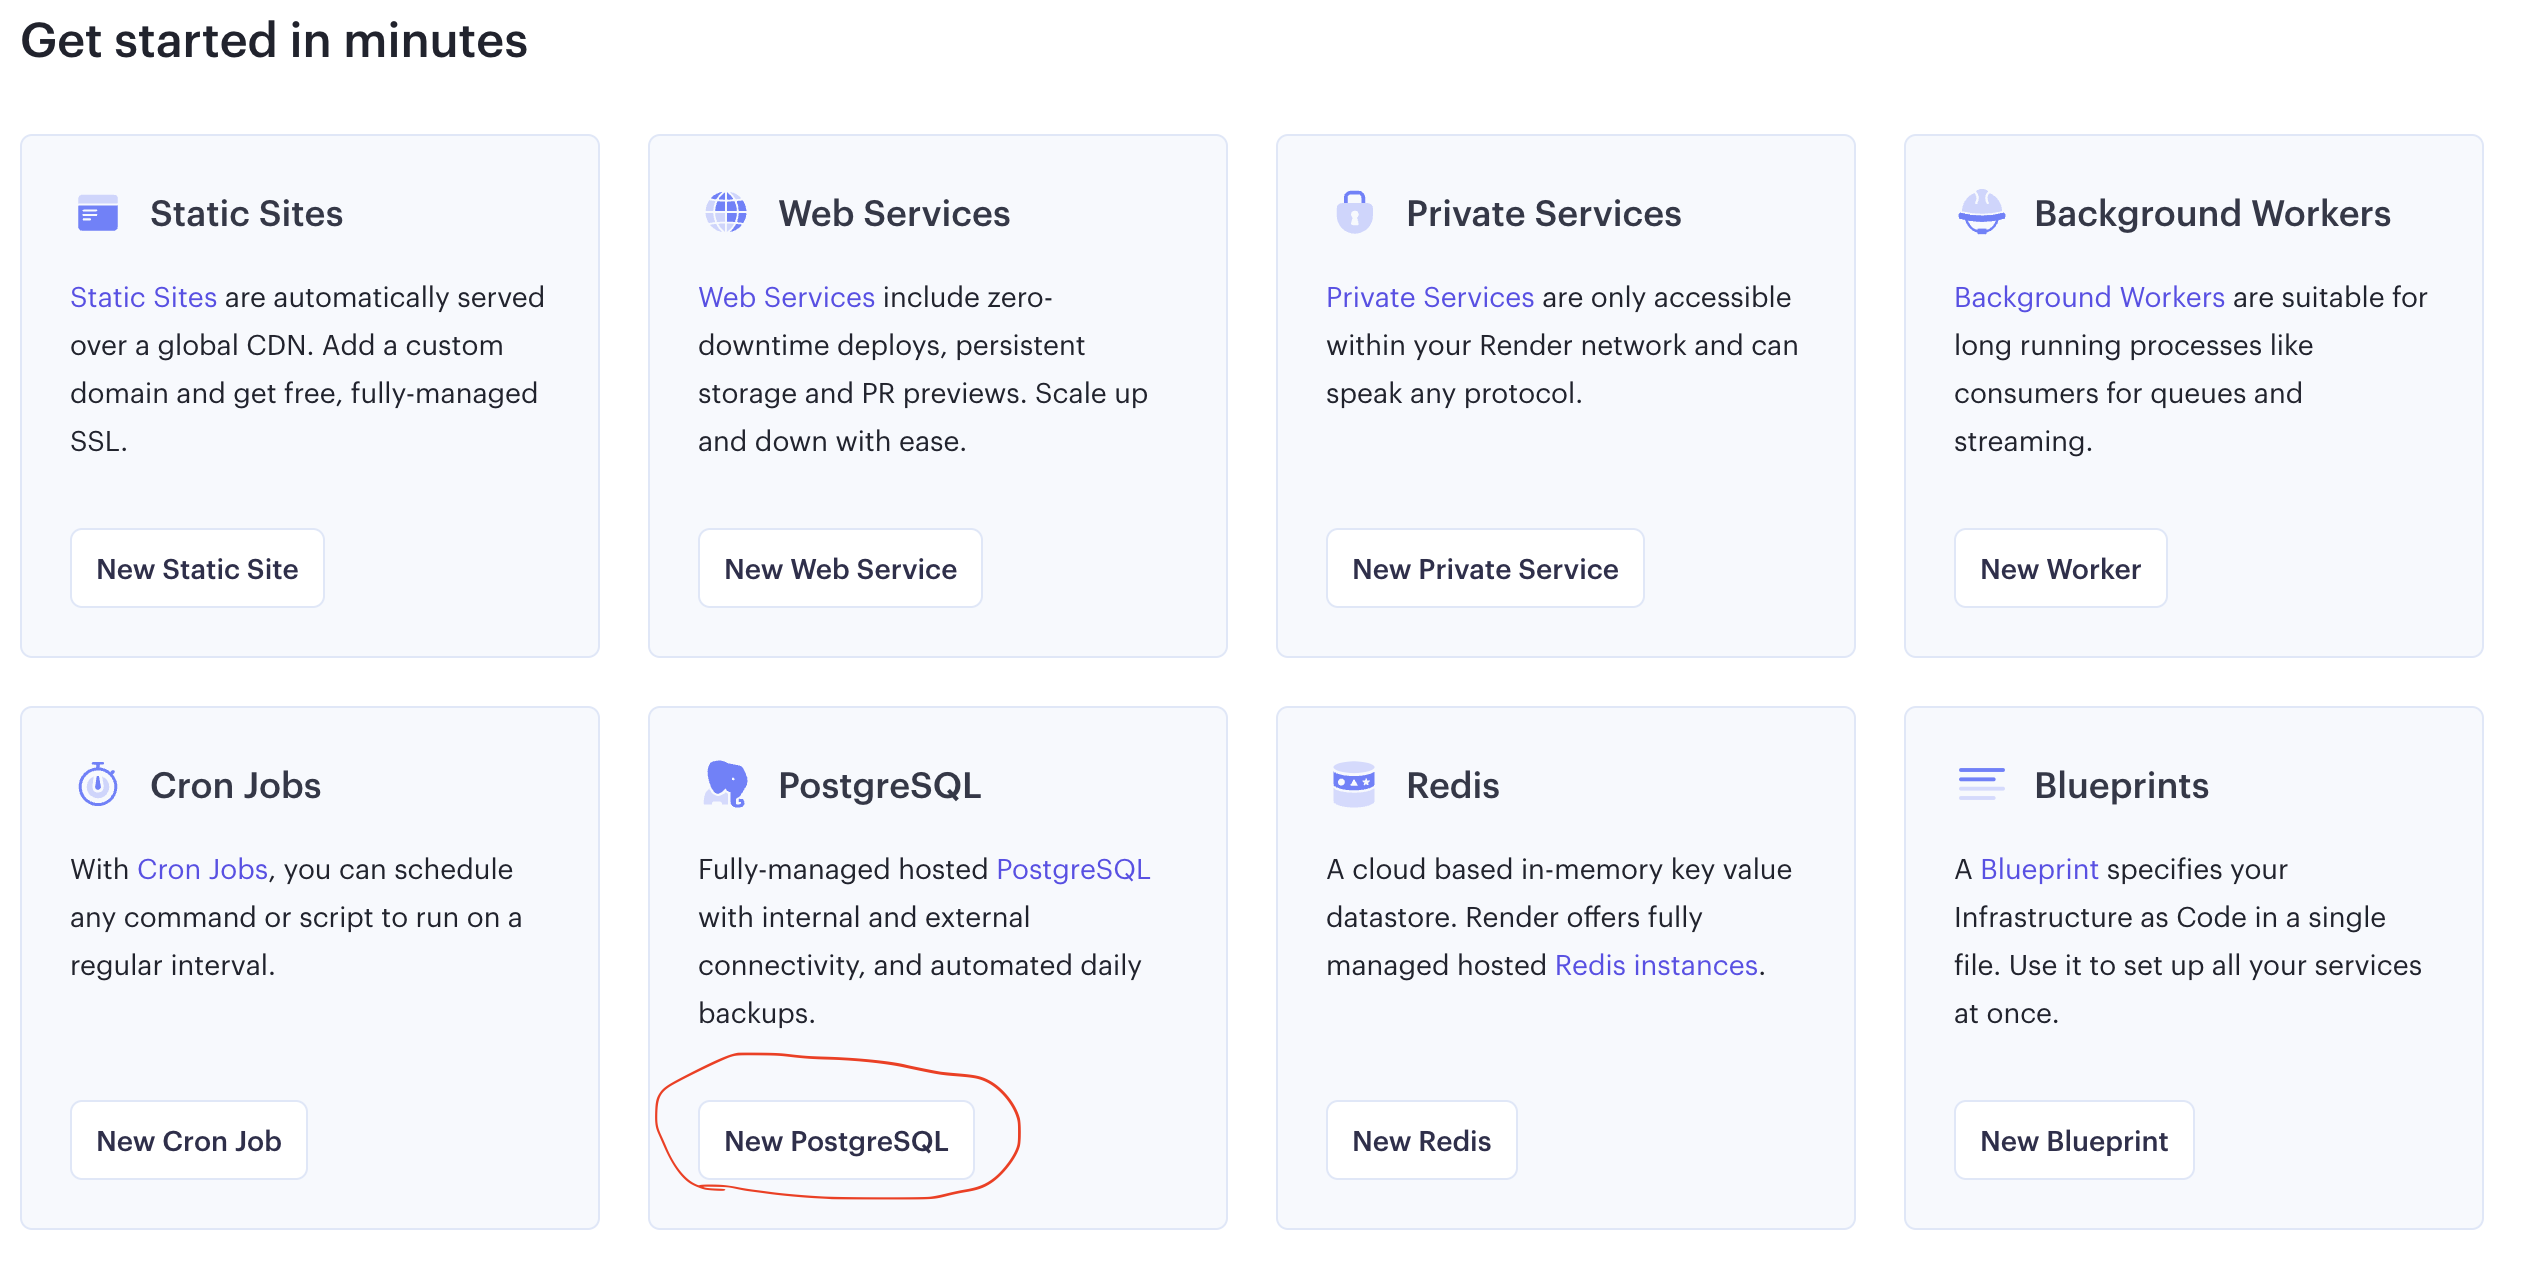 Get started in minutes
Static Sites
Static Sites are automatically served
over a global CDN. Add a custom
domain and get free, fully-managed
SSL.
New Static Site
Web Services
Web Services include zero-
downtime deploys, persistent
storage and PR previews. Scale up
and down with ease.
New Web Service
Private Services
Private Services are only accessible
within your Render network and can
speak any protocol.
New Private Service
Background Workers
Background Workers are suitable for
long running processes like
consumers for queues and
streaming.
New Worker
Cron Jobs
With Cron Jobs, you can schedule
any command or script to run on a
regular interval.
New Cron Job
PostgreSQL
Fully-managed hosted PostgreSQL
with internal and external
connectivity, and automated daily
backups.
New PostgreSQL
Redis
A cloud based in-memory key value
datastore. Render offers fully
managed hosted Redis instances.
New Redis
Blueprints
A Blueprint specifies your
Infrastructure as Code in a single
file. Use it to set up all your services
at once.
New Blueprint